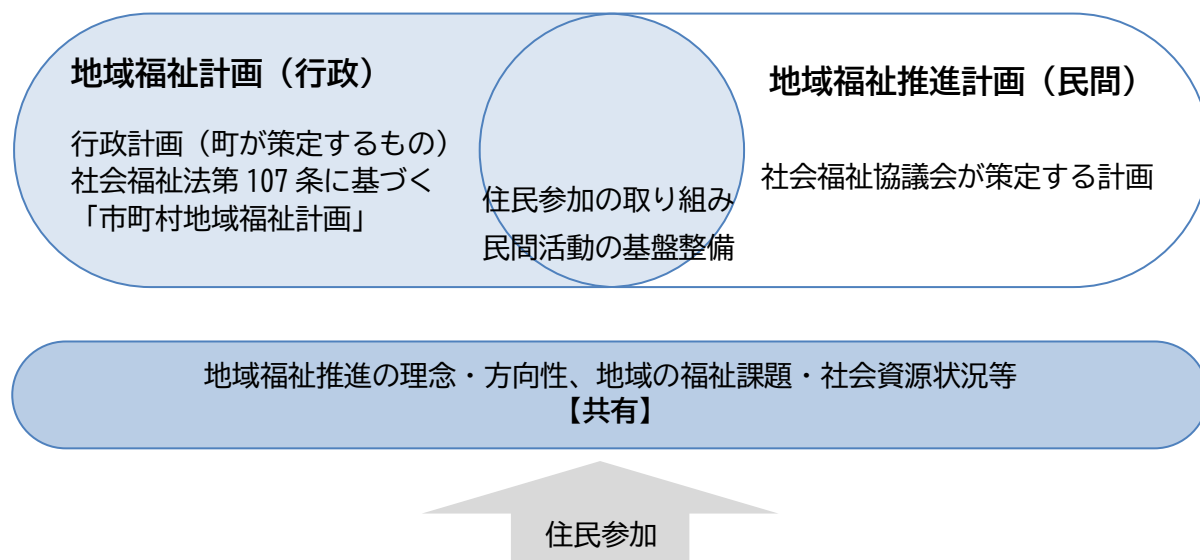 地域福祉計画（行政）
行政計画（町が策定するもの）
社会福祉法第 107 条に基づく
「市町村地域福祉計画」
住民参加の取り組み
民間活動の基盤整備
地域福祉推進計画（民間）
社会福祉協議会が策定する計画
地域福祉推進の理念・方向性、地域の福祉課題・社会資源状況等
【共有】
住民参加